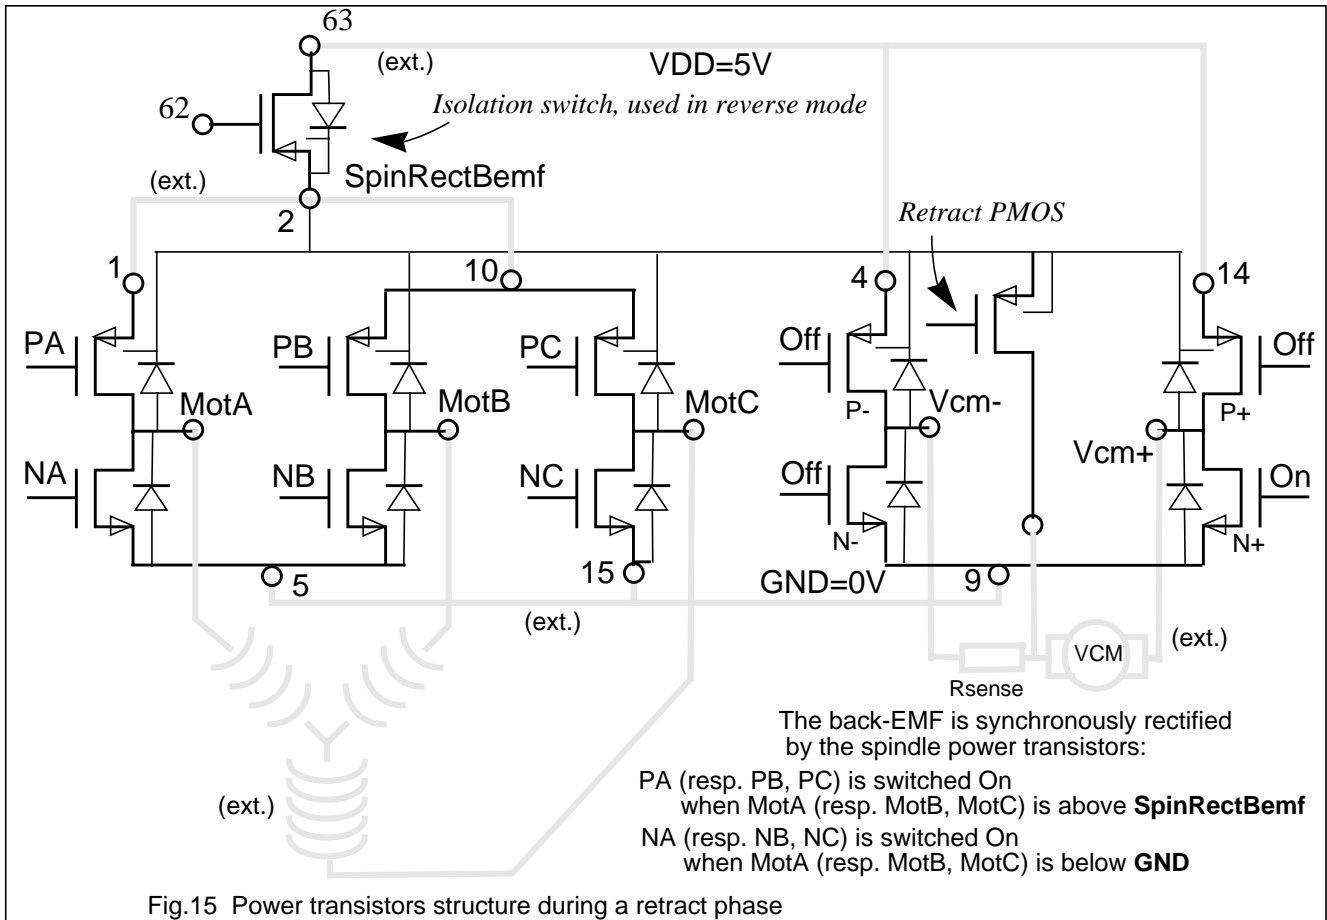 63
(ext.)
VDD=5V
62
Isolation switch, used in reverse mode
(ext.)
SpinRectBemf
2
Retract PMOS
1
10
4
14
PA
PB
PC
Off
Off
MotA
MotB
MotC
P-
Vcm-
P+
Vcm+
NA
NB
NC
Off
On
N-
N+
5
15
GND=0V
9
(ext.)
(ext.)
VCM
Rsense
The back-EMF is synchronously rectified
by the spindle power transistors:
PA (resp. PB, PC) is switched On
when MotA (resp. MotB, MotC) is above SpinRectBemf
(ext.)
NA (resp. NB, NC) is switched On
when MotA (resp. MotB, MotC) is below GND
Fig.15 Power transistors structure during a retract phase